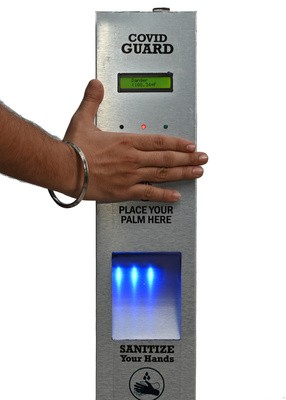 COVID
GUARD
PLACE YOUR
PALM HERE
SANITIZE
Your Hands